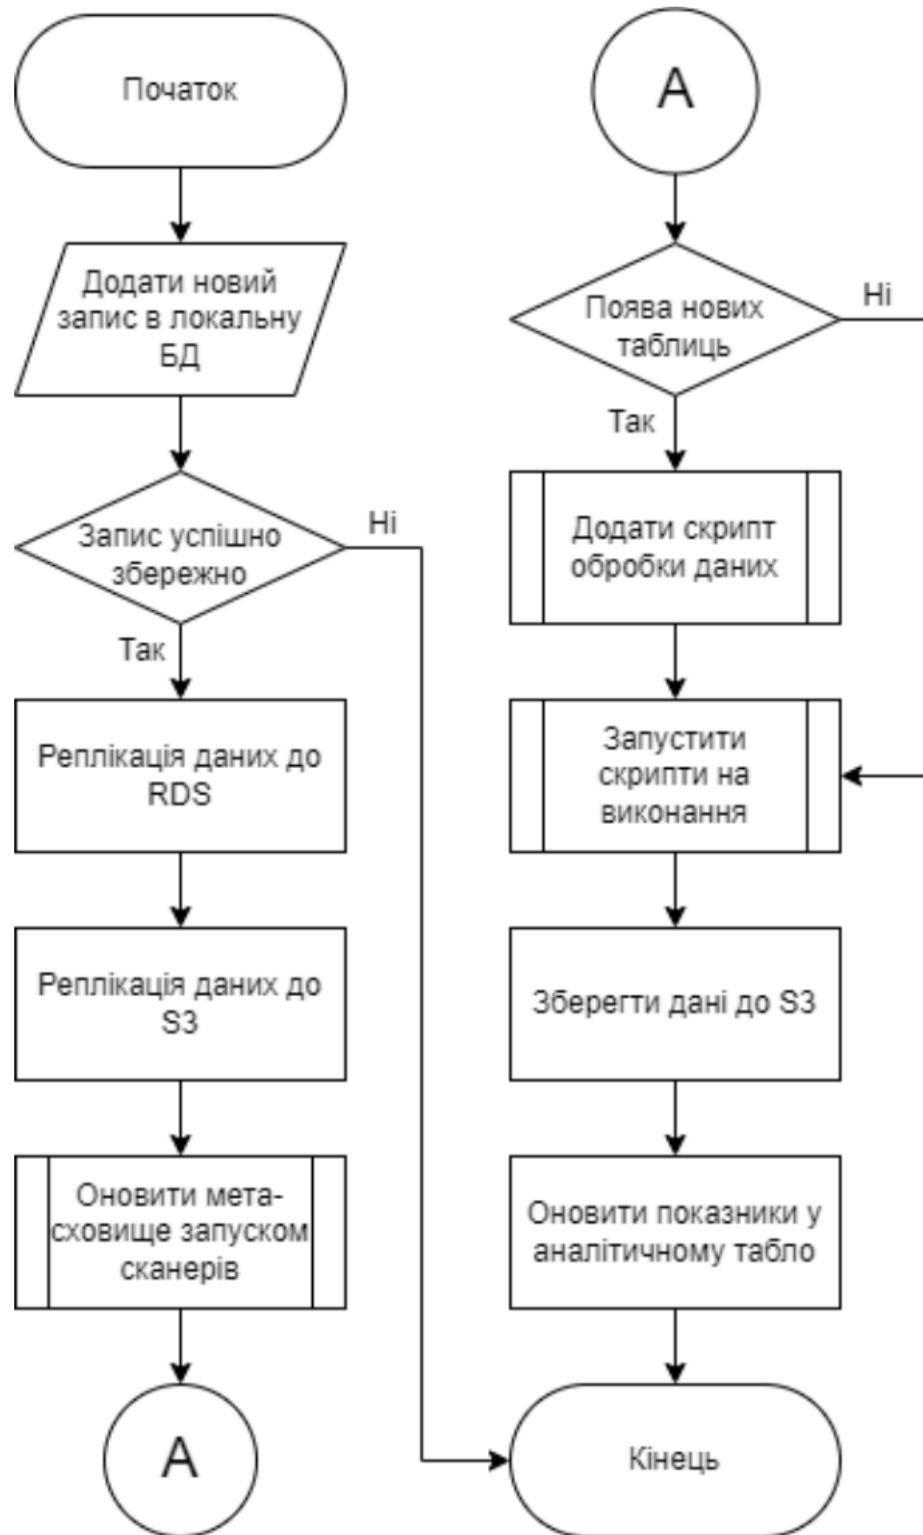 Початок
Додати новий
запис в локальну
БД
Запис успішно
збережно
Ні
Так
Реплікація даних до
RDS
Реплікація даних до
S3
Оновити мета-
сховище запуском
сканерів
А
А
Поява нових
таблиць
Ні
Так
Додати скрипт
обробки даних
Запустити
скрипти на
виконання
Зберегти дані до S3
Оновити показники у
аналітичному табло
Кінець